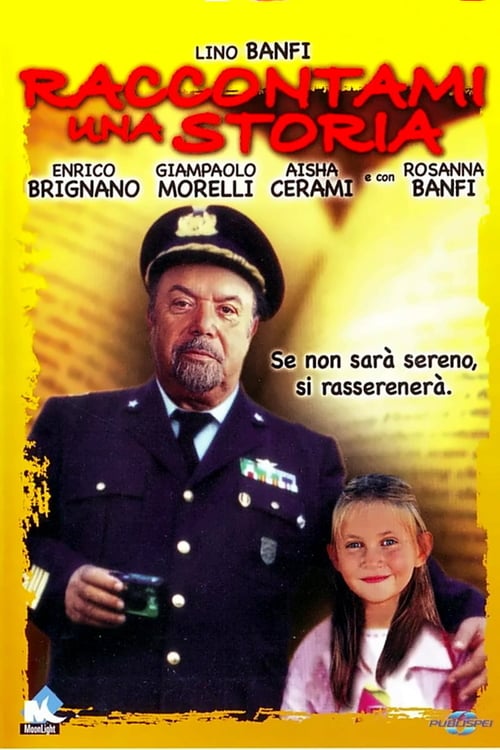 LINO BANFI
RACCONTAMI
UNA STORIA
ENRICO BRIGNANO
GIAMPAOLO MORELLI
AISHA CERAMI
e con
ROSANNA BANFI
Se non sarà sereno,
si rasserenerà.
MoonLight
PUBLISPEI